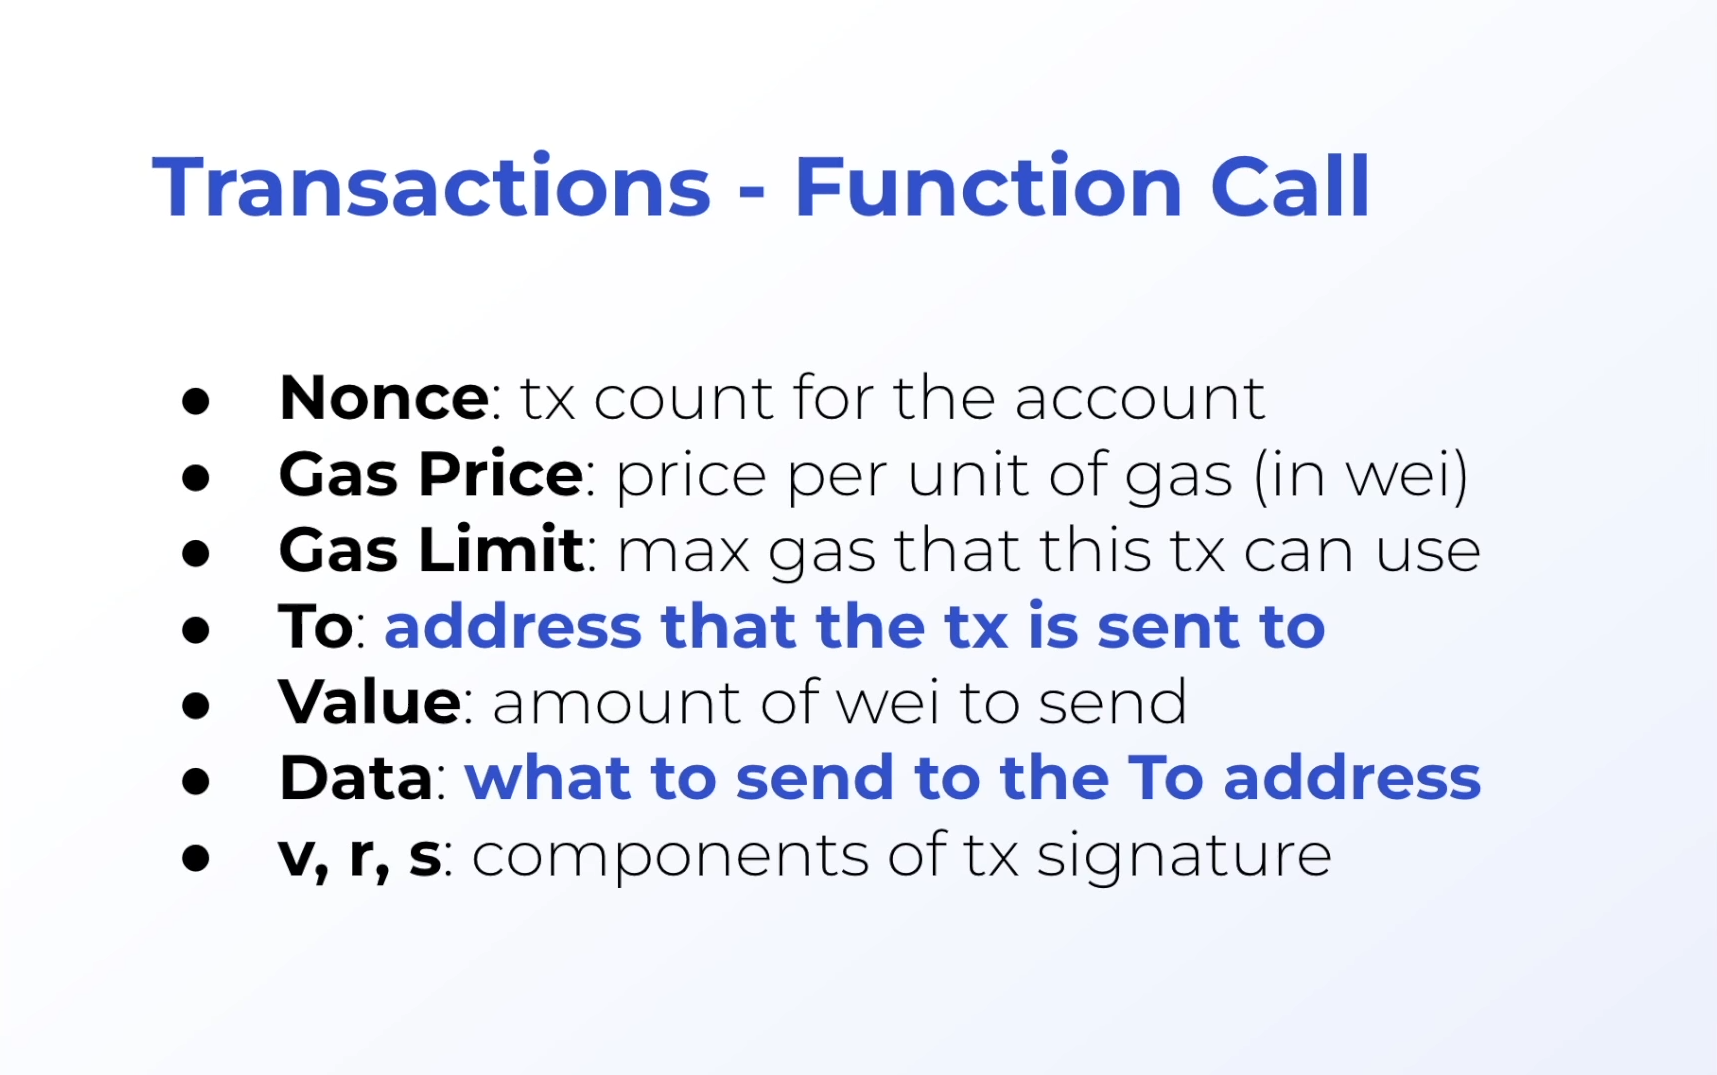 Transactions - Function Call
● Nonce: tx count for the account
● Gas Price: price per unit of gas (in wei)
● Gas Limit: max gas that this tx can use
● To: address that the tx is sent to
● Value: amount of wei to send
● Data: what to send to the To address
● v, r, s: components of tx signature